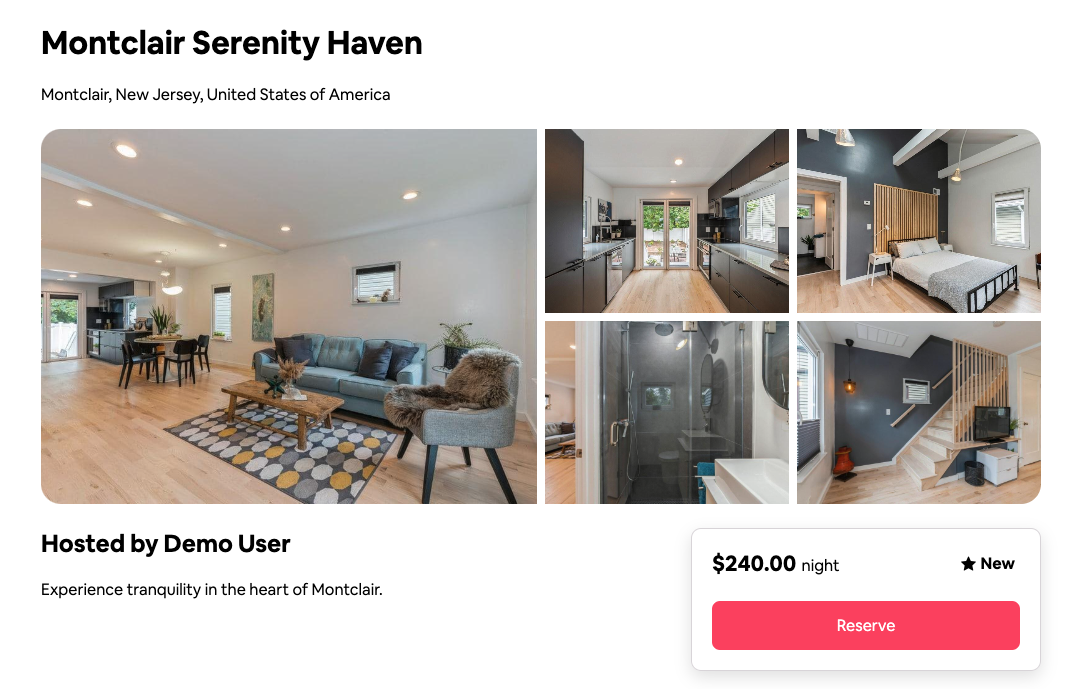 Montclair Serenity Haven
Montclair, New Jersey, United States of America
Hosted by Demo User
Experience tranquility in the heart of Montclair.
$240.00 night
★ New
Reserve